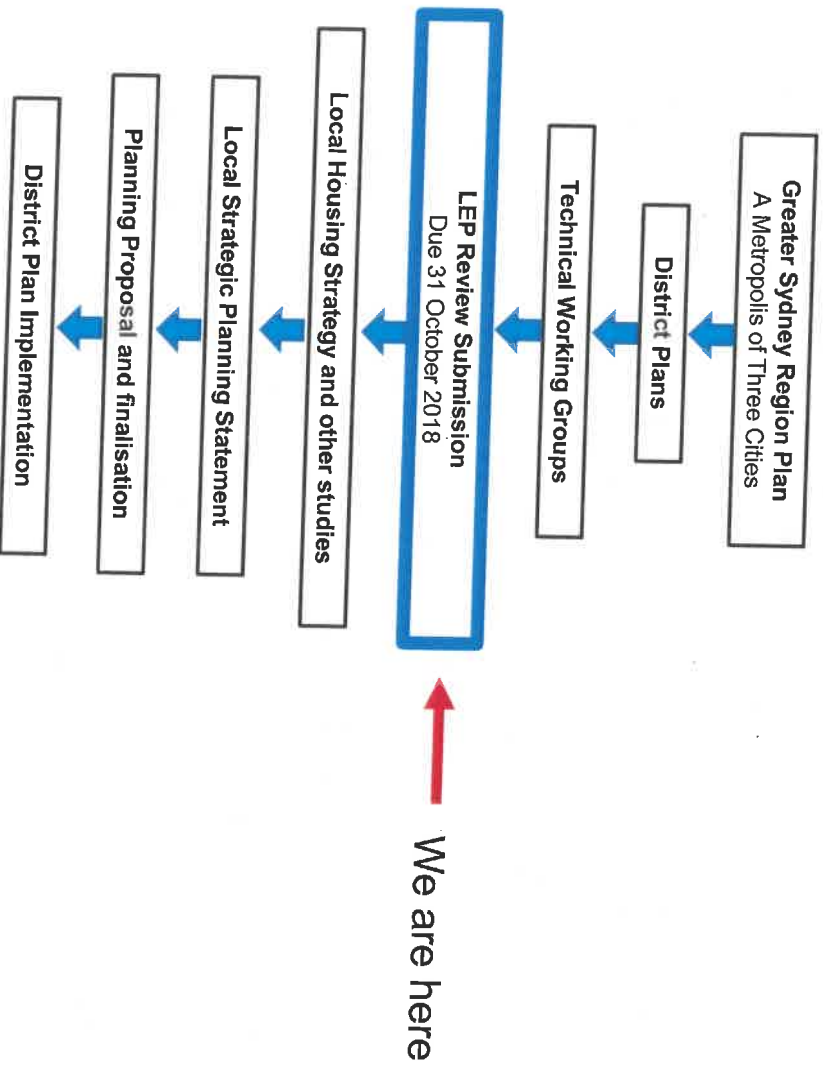 Greater Sydney Region Plan
A Metropolis of Three Cities
District Plans
Technical Working Groups
LEP Review Submission
Due 31 October 2018
We are here
Local Housing Strategy and other studies
Local Strategic Planning Statement
Planning Proposal and finalisation
District Plan Implementation